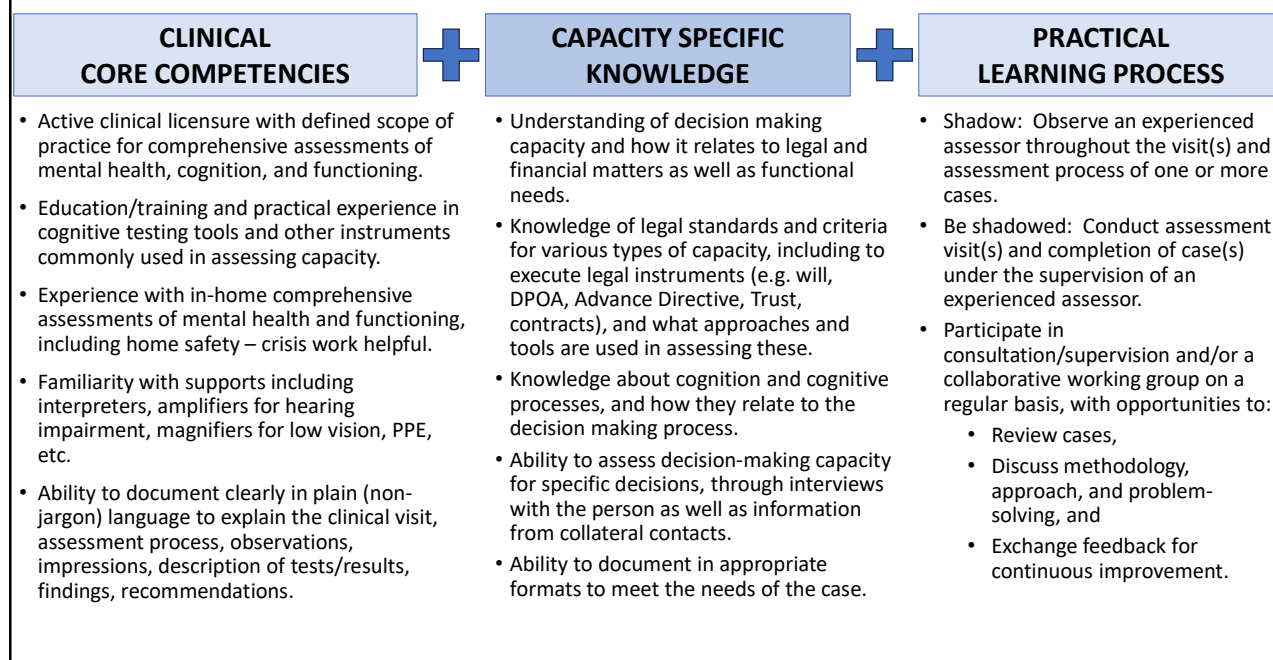 CLINICAL
CORE COMPETENCIES
• Active clinical licensure with defined scope of
practice for comprehensive assessments of
mental health, cognition, and functioning.
• Education/training and practical experience in
cognitive testing tools and other instruments
commonly used in assessing capacity.
• Experience with in-home comprehensive
assessments of mental health and functioning,
including home safety – crisis work helpful.
• Familiarity with supports including
interpreters, amplifiers for hearing
impairment, magnifiers for low vision, PPE,
etc.
• Ability to document clearly in plain (non-
jargon) language to explain the clinical visit,
assessment process, observations,
impressions, description of tests/results,
findings, recommendations.
CAPACITY SPECIFIC
KNOWLEDGE
• Understanding of decision making
capacity and how it relates to legal and
financial matters as well as functional
needs.
• Knowledge of legal standards and criteria
for various types of capacity, including to
execute legal instruments (e.g. will,
DPOA, Advance Directive, Trust,
contracts), and what approaches and
tools are used in assessing these.
• Knowledge about cognition and cognitive
processes, and how they relate to the
decision making process.
• Ability to assess decision-making capacity
for specific decisions, through interviews
with the person as well as information
from collateral contacts.
• Ability to document in appropriate
formats to meet the needs of the case.
PRACTICAL
LEARNING PROCESS
• Shadow: Observe an experienced
assessor throughout the visit(s) and
assessment process of one or more
cases.
• Be shadowed: Conduct assessment
visit(s) and completion of case(s)
under the supervision of an
experienced assessor.
• Participate in
consultation/supervision and/or a
collaborative working group on a
regular basis, with opportunities to:
• Review cases,
• Discuss methodology,
approach, and problem-
solving, and
• Exchange feedback for
continuous improvement.